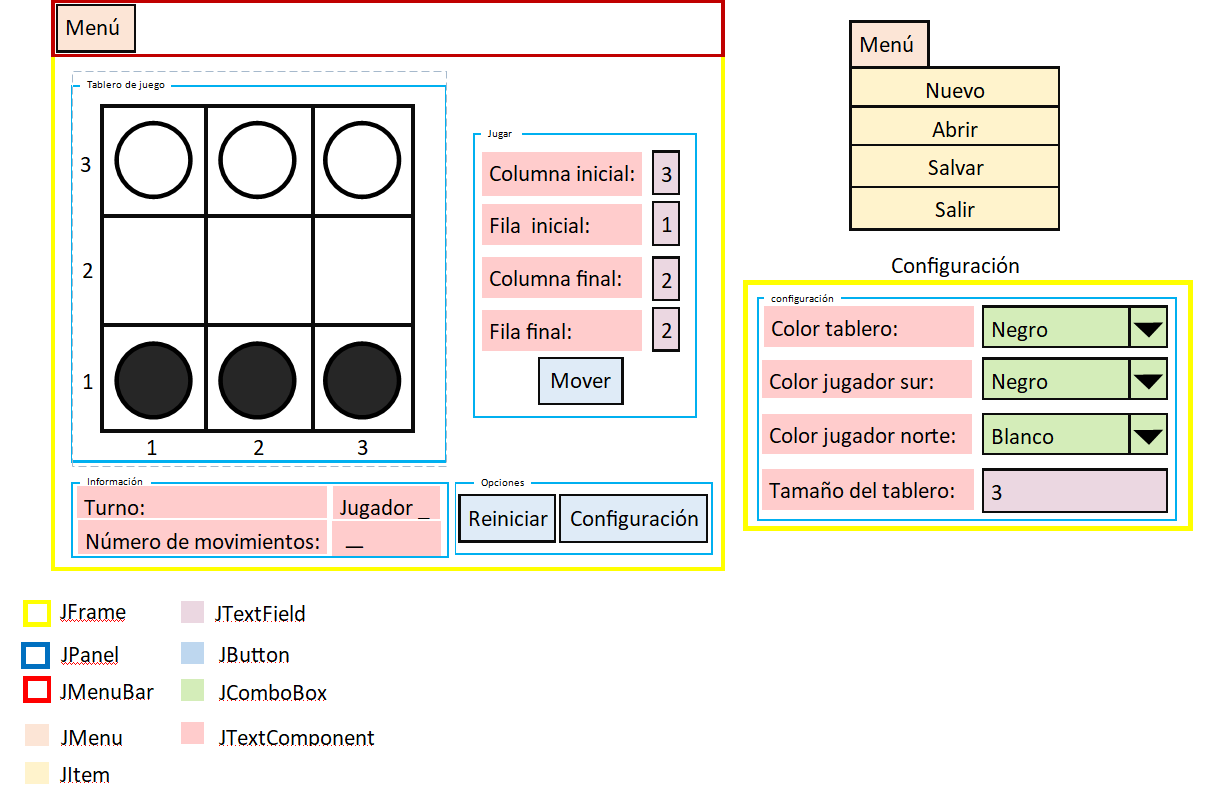 Menú
Tablero de juego
3
2
1
1 2 3
Jugar
Columna inicial: 3
Fila inicial: 1
Columna final: 2
Fila final: 2
Mover
Información
Turno: Jugador _
Número de movimientos: _
Opciones
Reiniciar Configuración
Menú
Nuevo
Abrir
Salvar
Salir
Configuración
configuración
Color tablero: Negro
Color jugador sur: Negro
Color jugador norte: Blanco
Tamaño del tablero: 3
JFrame
JPanel
JMenuBar
JMenu
JItem
JTextField
JButton
JComboBox
JTextComponent